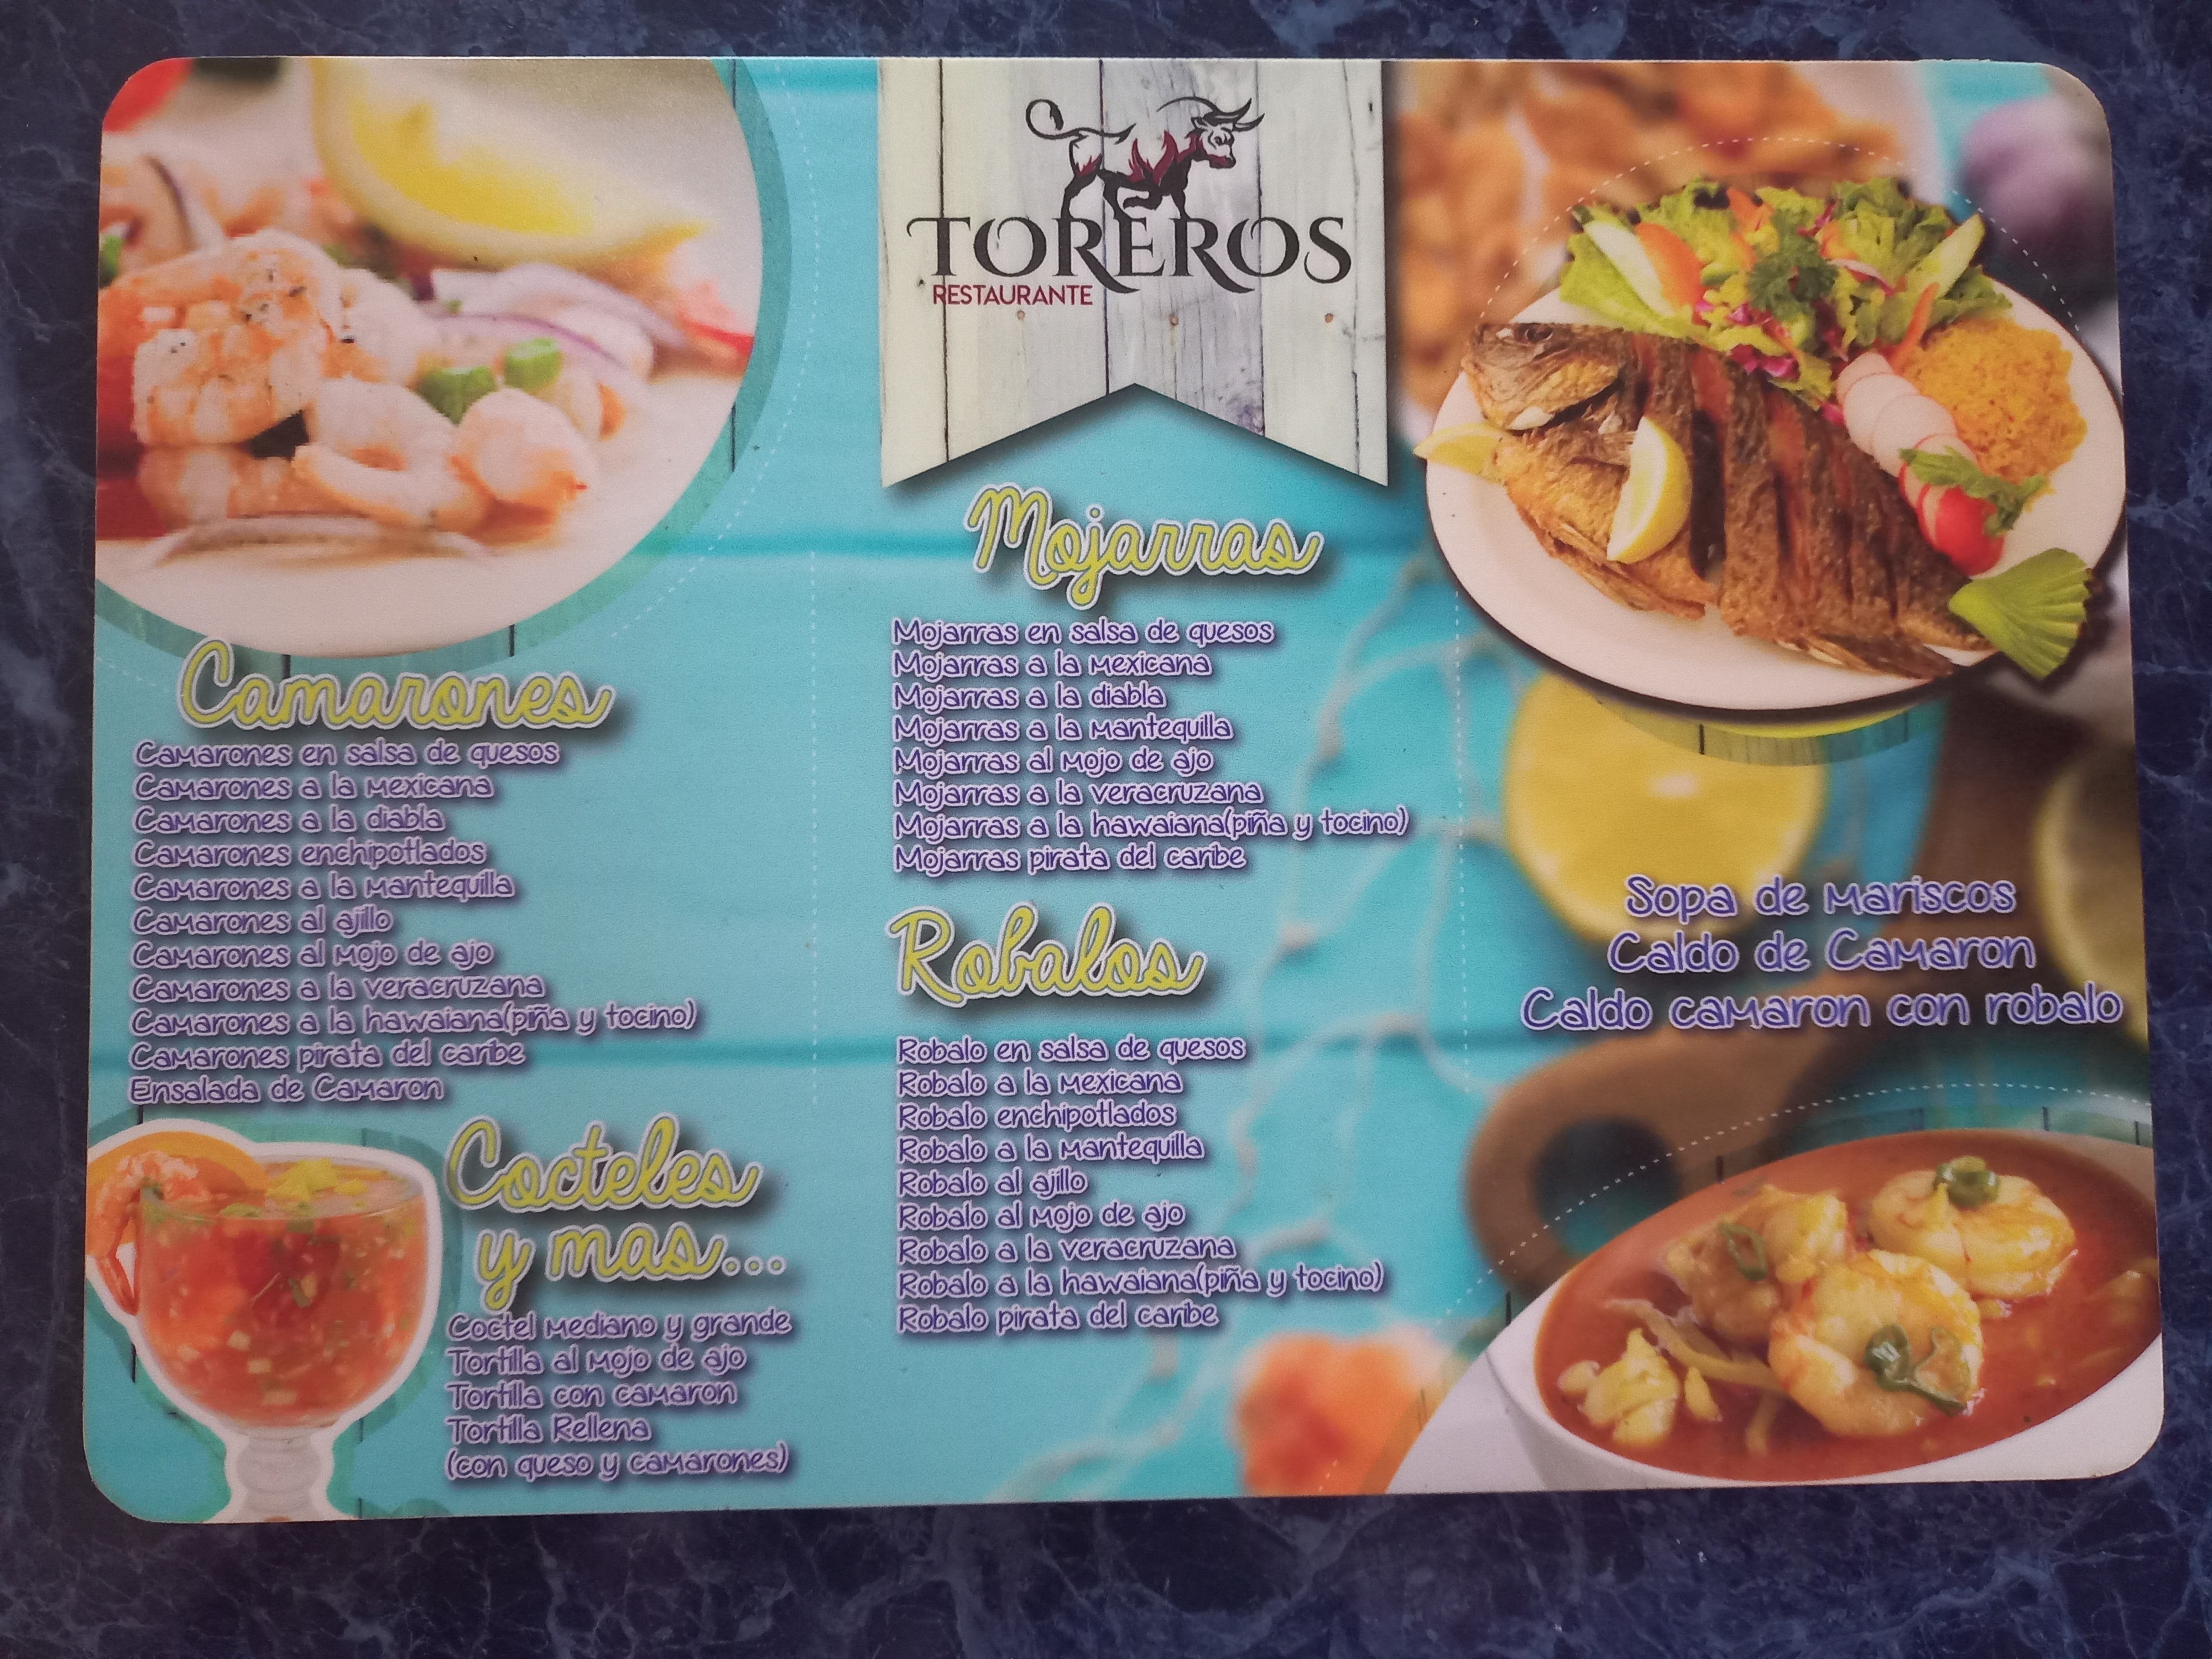 TOREROS
RESTAURANTE
Camarones
Camarones en salsa de quesos
Camarones a la mexicana
Camarones a la diabla
Camarones enchipotlados
Camarones a la mantequilla
Camarones al ajillo
Camarones al mojo de ajo
Camarones a la veracruzana
Camarones a la hawaiana(piña y tocino)
Camarones pirata del caribe
Ensalada de Camaron
Cocteles
y mas...
Coctel mediano y grande
Tortilla al mojo de ajo
Tortilla con camaron
Tortilla Rellena
(con queso y camarones)
Mojarras
Mojarras en salsa de quesos
Mojarras a la mexicana
Mojarras a la diabla
Mojarras a la mantequilla
Mojarras al mojo de ajo
Mojarras a la veracruzana
Mojarras a la hawaiana(piña y tocino)
Mojarras pirata del caribe
Robalos
Robalo en salsa de quesos
Robalo a la mexicana
Robalo enchipotlados
Robalo a la mantequilla
Robalo al ajillo
Robalo al mojo de ajo
Robalo a la veracruzana
Robalo a la hawaiana(piña y tocino)
Robalo pirata del caribe
Sopa de mariscos
Caldo de Camaron
Caldo camaron con robalo